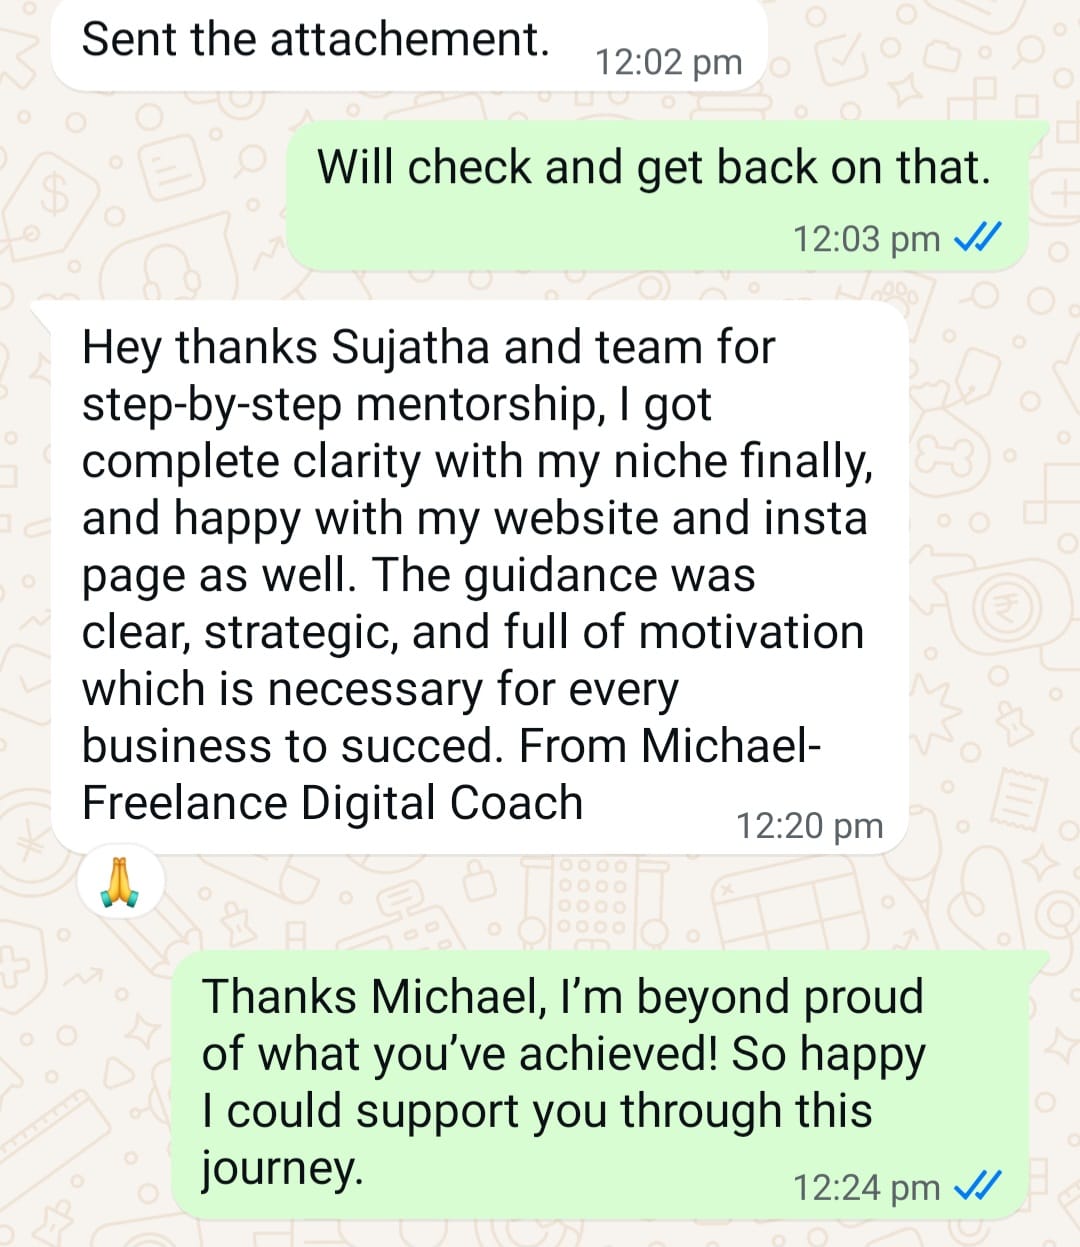 Sent the attachement.
12:02 pm
Will check and get back on that.
12:03 pm
Hey thanks Sujatha and team for
step-by-step mentorship, I got
complete clarity with my niche finally,
and happy with my website and insta
page as well. The guidance was
clear, strategic, and full of motivation
which is necessary for every
business to succed. From Michael-
Freelance Digital Coach
12:20 pm
Thanks Michael, I’m beyond proud
of what you’ve achieved! So happy
I could support you through this
journey.
12:24 pm